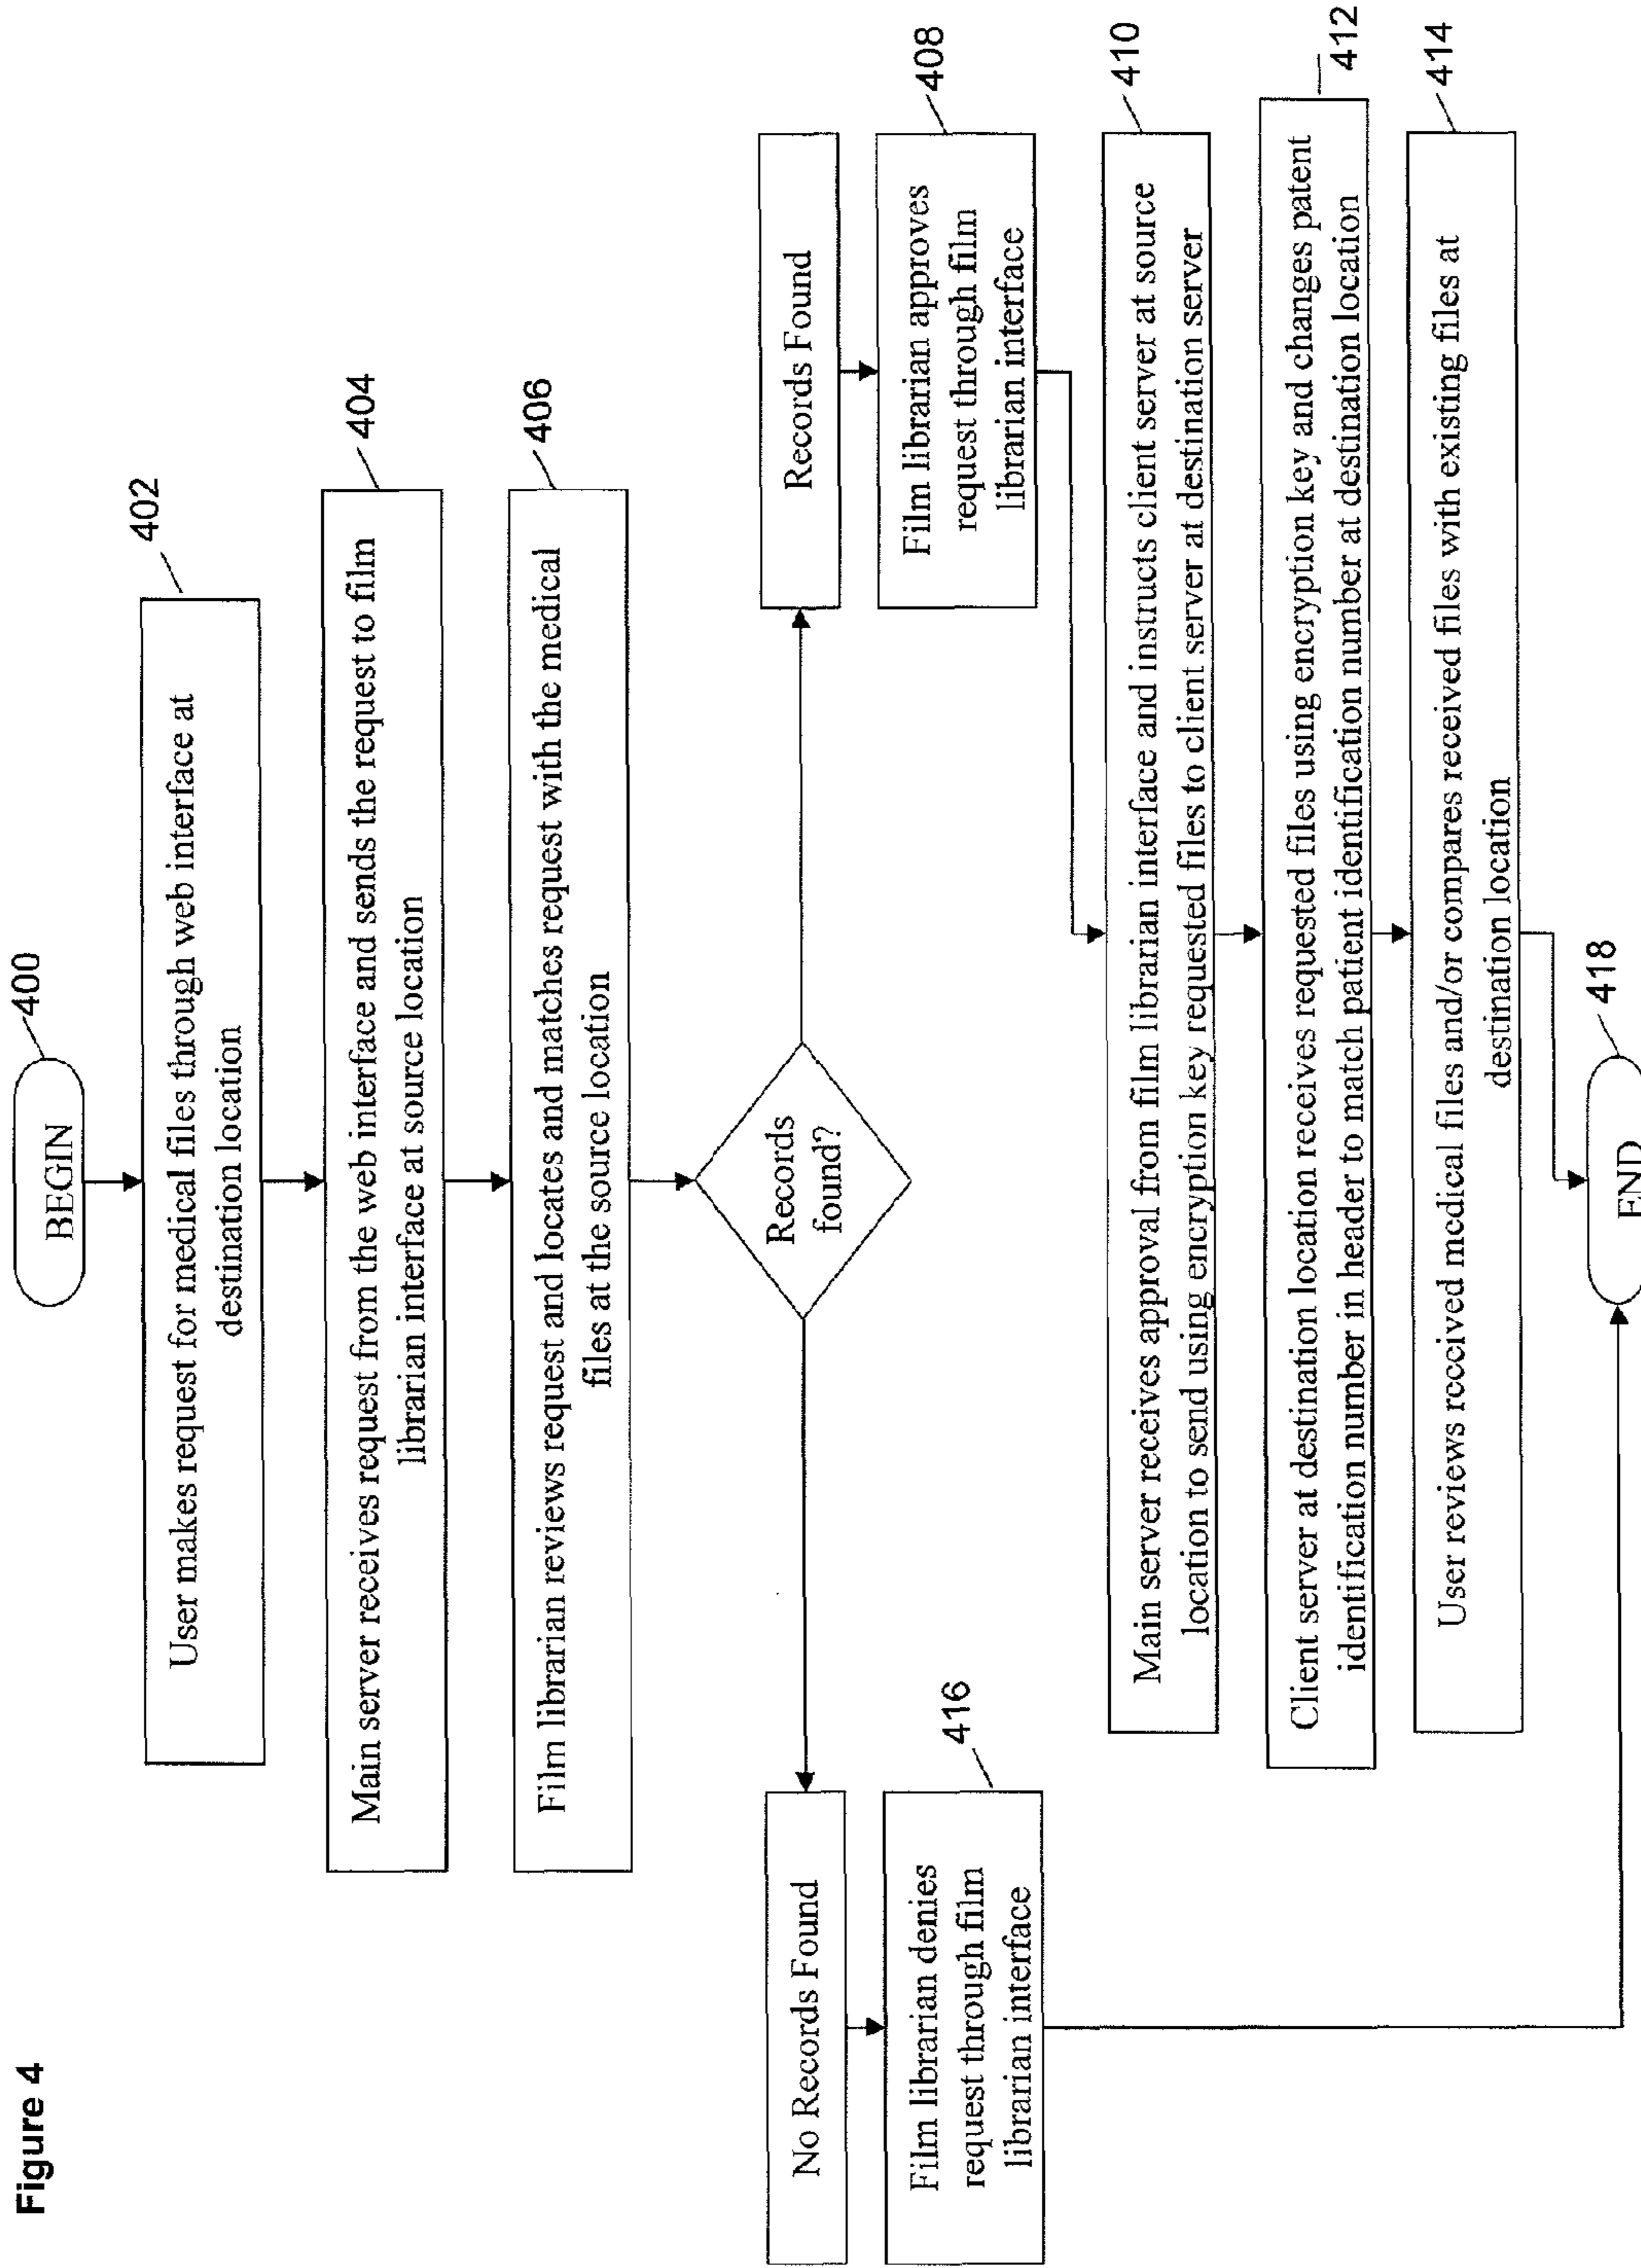 Figure 4
BEGIN
400
User makes request for medical files through web interface at
destination location
402
Main server receives request from the web interface and sends the request to film
librarian interface at source location
404
Film librarian reviews request and locates and matches request with the medical
files at the source location
406
Records
found?
No Records Found
Records Found
Film librarian denies
request through film
librarian interface
416
Film librarian approves
request through film
librarian interface
408
Main server receives approval from film librarian interface and instructs client server at source
location to send using encryption key requested files to client server at destination server
410
Client server at destination location receives requested files using encryption key and changes patent
identification number in header to match patient identification number at destination location
412
User reviews received medical files and/or compares received files with existing files at
destination location
414
END
418